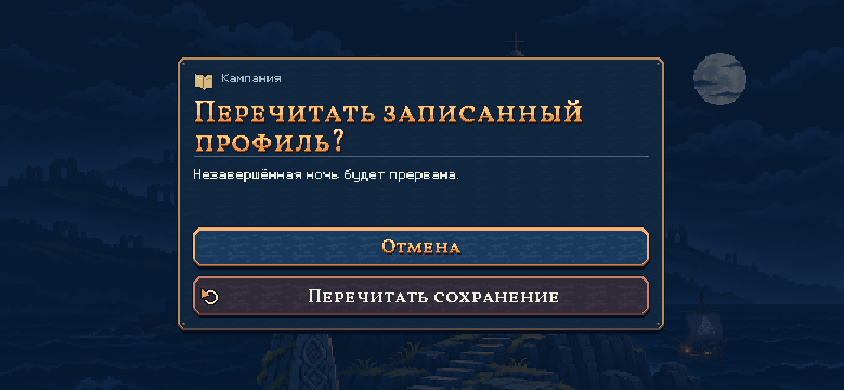 Кампания
Перечитать записанный
профиль?
Незавершённая ночь будет прервана.
Отмена
Перечитать сохранение